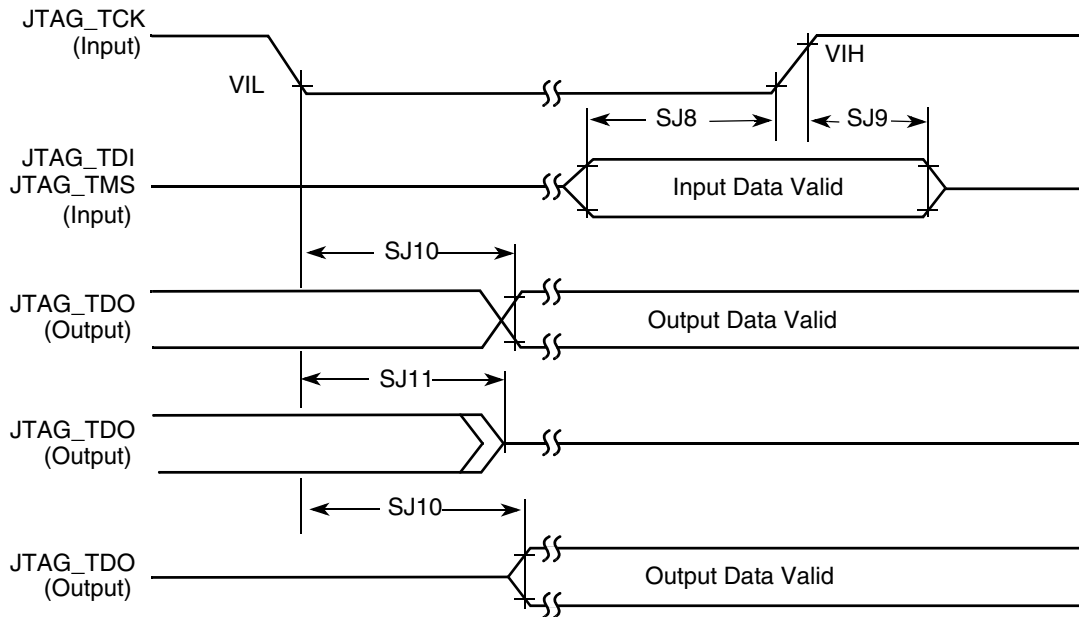 JTAG_TCK
(Input)
VIL
VIH
SJ8
SJ9
JTAG_TDI
JTAG_TMS
(Input)
Input Data Valid
SJ10
JTAG_TDO
(Output)
Output Data Valid
SJ11
JTAG_TDO
(Output)
SJ10
JTAG_TDO
(Output)
Output Data Valid